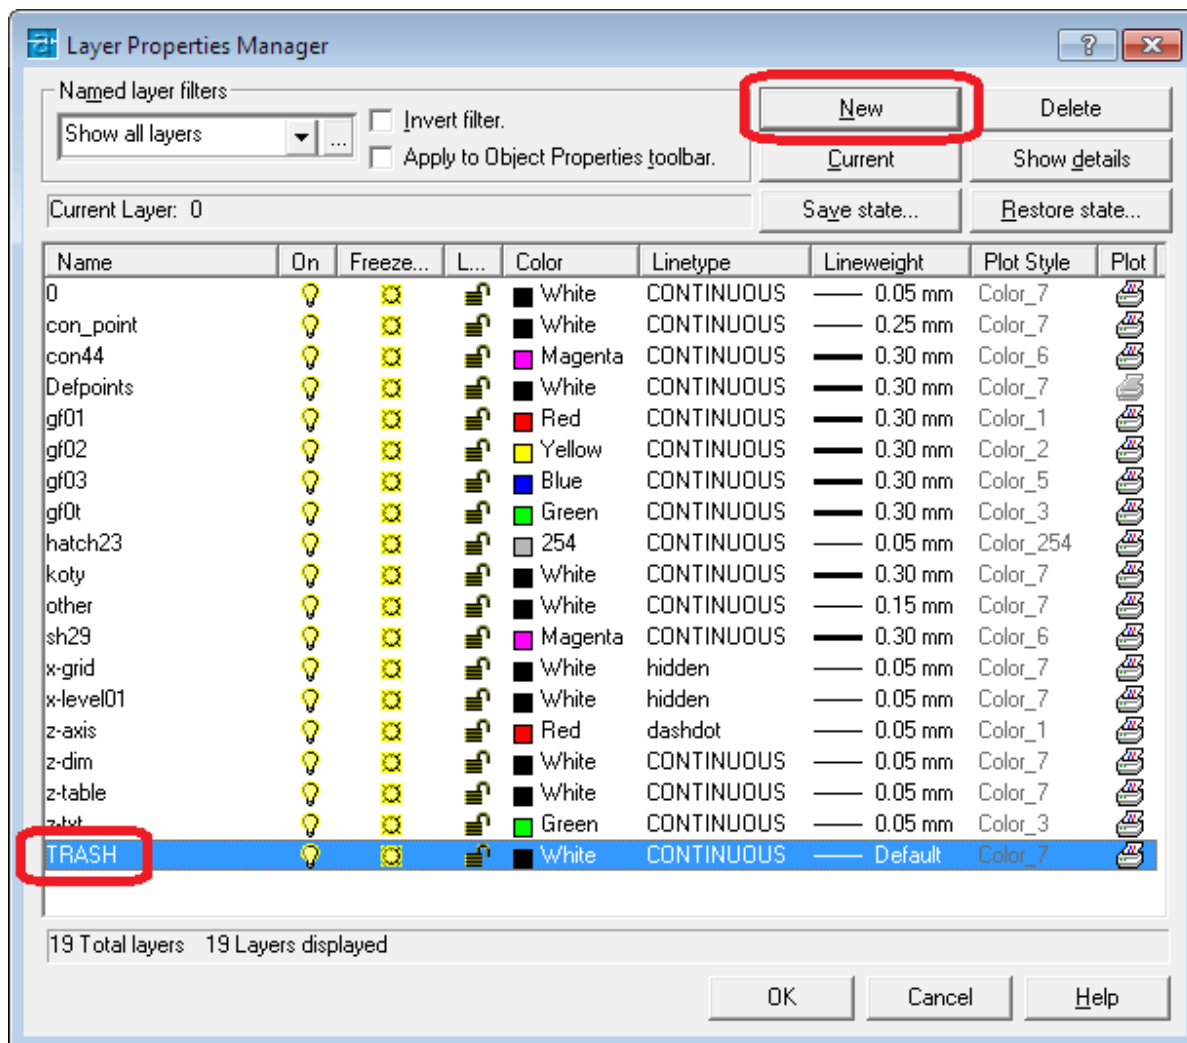 Layer Properties Manager
Named layer filters
New
Delete
Show all layers
...
Invert filter.
Apply to Object Properties toolbar.
Current
Show details
Current Layer: 0
Save state...
Restore state...
Name On Freeze... L... Color Linetype Lineweight Plot Style Plot
0 White CONTINUOUS 0.05 mm Color_7
con_point White CONTINUOUS 0.25 mm Color_7
con44 Magenta CONTINUOUS 0.30 mm Color_6
Defpoints White CONTINUOUS 0.30 mm Color_7
gf01 Red CONTINUOUS 0.30 mm Color_1
gf02 Yellow CONTINUOUS 0.30 mm Color_2
gf03 Blue CONTINUOUS 0.30 mm Color_5
gf0t Green CONTINUOUS 0.30 mm Color_3
hatch23 254 CONTINUOUS 0.05 mm Color_254
koty White CONTINUOUS 0.30 mm Color_7
other White CONTINUOUS 0.15 mm Color_7
sh29 Magenta CONTINUOUS 0.30 mm Color_6
x-grid White hidden 0.05 mm Color_7
x-level01 White hidden 0.05 mm Color_7
z-axis Red dashdot 0.05 mm Color_1
z-dim White CONTINUOUS 0.05 mm Color_7
z-table White CONTINUOUS 0.05 mm Color_7
z-txt Green CONTINUOUS 0.05 mm Color_3
TRASH White CONTINUOUS Default Color_7
19 Total layers 19 Layers displayed
OK
Cancel
Help